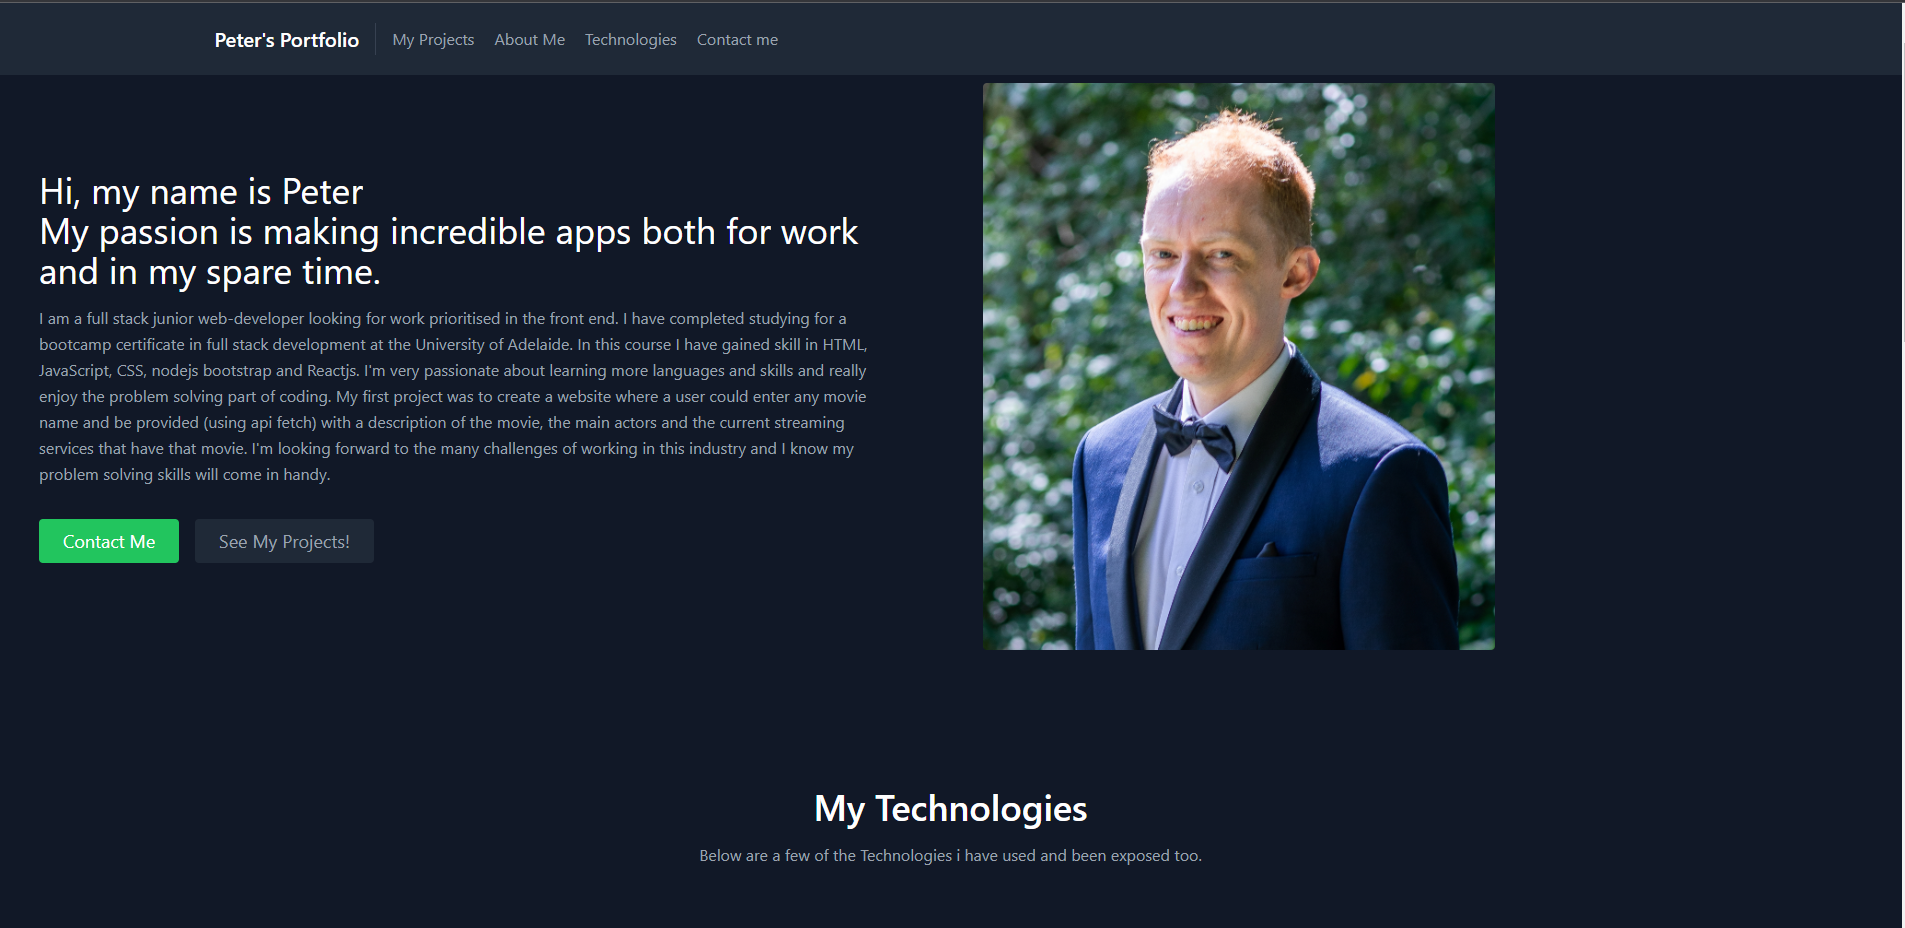 Peter's Portfolio
My Projects
About Me
Technologies
Contact me
Hi, my name is Peter
My passion is making incredible apps both for work
and in my spare time.
I am a full stack junior web-developer looking for work prioritised in the front end. I have completed studying for a
bootcamp certificate in full stack development at the University of Adelaide. In this course I have gained skill in HTML,
JavaScript, CSS, nodejs bootstrap and Reactjs. I'm very passionate about learning more languages and skills and really
enjoy the problem solving part of coding. My first project was to create a website where a user could enter any movie
name and be provided (using api fetch) with a description of the movie, the main actors and the current streaming
services that have that movie. I'm looking forward to the many challenges of working in this industry and I know my
problem solving skills will come in handy.
Contact Me
See My Projects!
My Technologies
Below are a few of the Technologies i have used and been exposed too.